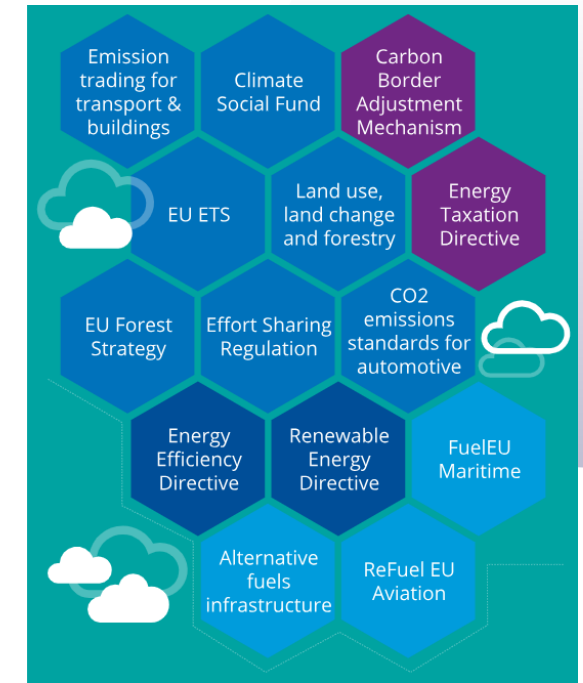 Emission
trading for
transport &
buildings
Climate
Social Fund
Carbon
Border
Adjustment
Mechanism
EU ETS
Land use,
land change
and forestry
Energy
Taxation
Directive
EU Forest
Strategy
Effort Sharing
Regulation
CO2
emissions
standards for
automotive
Energy
Efficiency
Directive
Renewable
Energy
Directive
FuelEU
Maritime
Alternative
fuels
infrastructure
ReFuel EU
Aviation